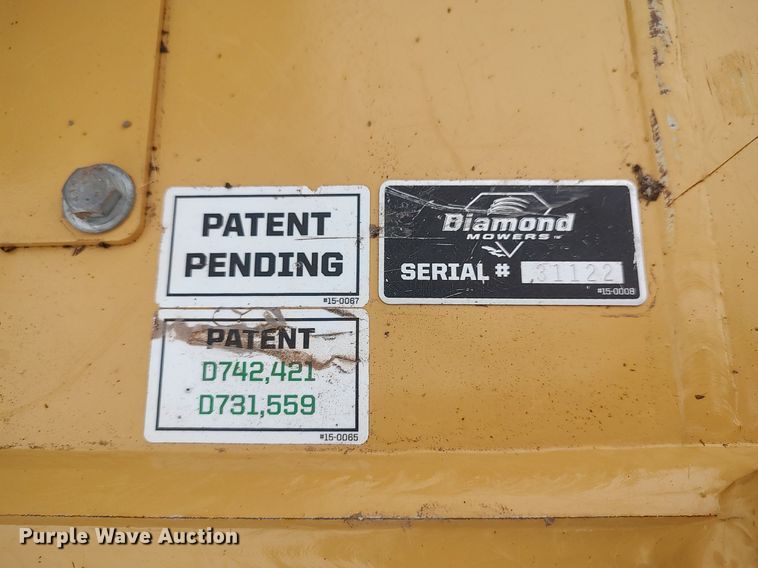 PATENT
PENDING
#15-0067
Diamond
MOWERS
SERIAL # 31122
#15-0008
PATENT
D742,421
D731,559
#15-0065
Purple Wave Auction